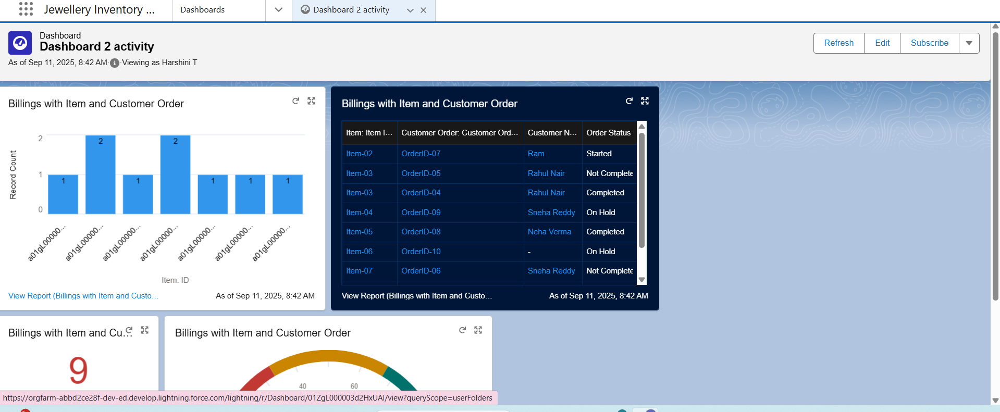 Jewellery Inventory ...
Dashboards
Dashboard 2 activity
Dashboard
Dashboard 2 activity
As of Sep 11, 2025, 8:42 AM·Viewing as Harshini T
Refresh
Edit
Subscribe
Billings with Item and Customer Order
Record Count
2
1
0
1
2
1
2
1
1
1
a01gL00000...
a01gL00000...
a01gL00000...
a01gL00000...
a01gL00000...
a01gL00000...
a01gL00000...
Item: ID
View Report (Billings with Item and Custo...
As of Sep 11, 2025, 8:42 AM
Billings with Item and Customer Order
Item: Item I... Customer Order: Customer Ord... Customer N... Order Status
Item-02 OrderID-07 Ram Started
Item-03 OrderID-05 Rahul Nair Not Complete
Item-03 OrderID-04 Rahul Nair Completed
Item-04 OrderID-09 Sneha Reddy On Hold
Item-05 OrderID-08 Neha Verma Completed
Item-06 OrderID-10 - On Hold
Item-07 OrderID-06 Sneha Reddy Not Complete
View Report (Billings with Item and Custo...
As of Sep 11, 2025, 8:42 AM
Billings with Item and Cu...
9
Billings with Item and Customer Order
40
60
https://orgfarm-abbd2ce28f-dev-ed.develop.lightning.force.com/lightning/r/Dashboard/01ZgL000003d2HxUAI/view?queryScope=userFolders